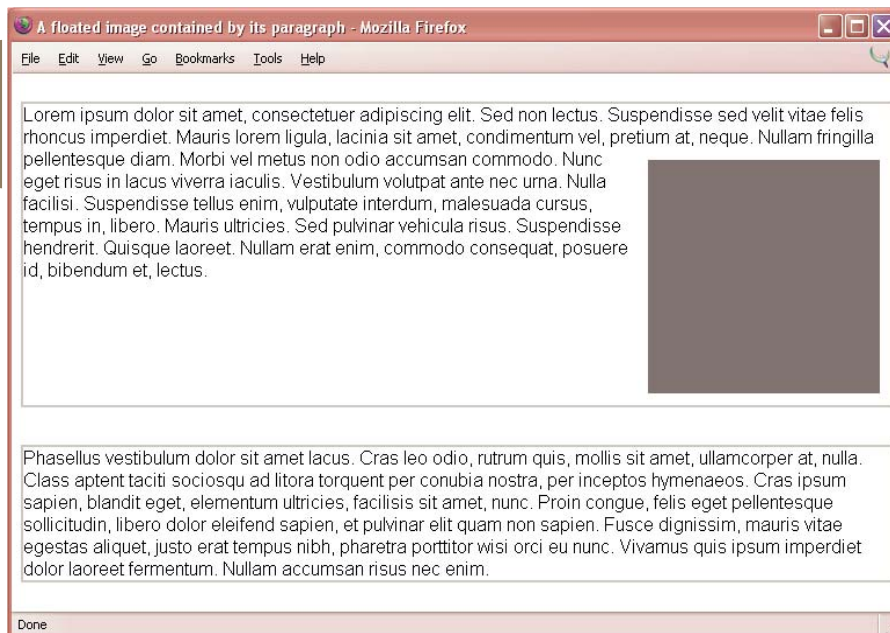 A floated image contained by its paragraph - Mozilla Firefox
File Edit View Go Bookmarks Tools Help
Lorem ipsum dolor sit amet, consectetuer adipiscing elit. Sed non lectus. Suspendisse sed velit vitae felis
rhoncus imperdiet. Mauris lorem ligula, lacinia sit amet, condimentum vel, pretium at, neque. Nullam fringilla
pellentesque diam. Morbi vel metus non odio accumsan commodo. Nunc
eget risus in lacus viverra iaculis. Vestibulum volutpat ante nec urna. Nulla
facilisi. Suspendisse tellus enim, vulputate interdum, malesuada cursus,
tempus in, libero. Mauris ultricies. Sed pulvinar vehicula risus. Suspendisse
hendrerit. Quisque laoreet. Nullam erat enim, commodo consequat, posuere
id, bibendum et, lectus.
Phasellus vestibulum dolor sit amet lacus. Cras leo odio, rutrum quis, mollis sit amet, ullamcorper at, nulla.
Class aptent taciti sociosqu ad litora torquent per conubia nostra, per inceptos hymenaeos. Cras ipsum
sapien, blandit eget, elementum ultricies, facilisis sit amet, nunc. Proin congue, felis eget pellentesque
sollicitudin, libero dolor eleifend sapien, et pulvinar elit quam non sapien. Fusce dignissim, mauris vitae
egestas aliquet, justo erat tempus nibh, pharetra porttitor wisi orci eu nunc. Vivamus quis ipsum imperdiet
dolor laoreet fermentum. Nullam accumsan risus nec enim.
Done